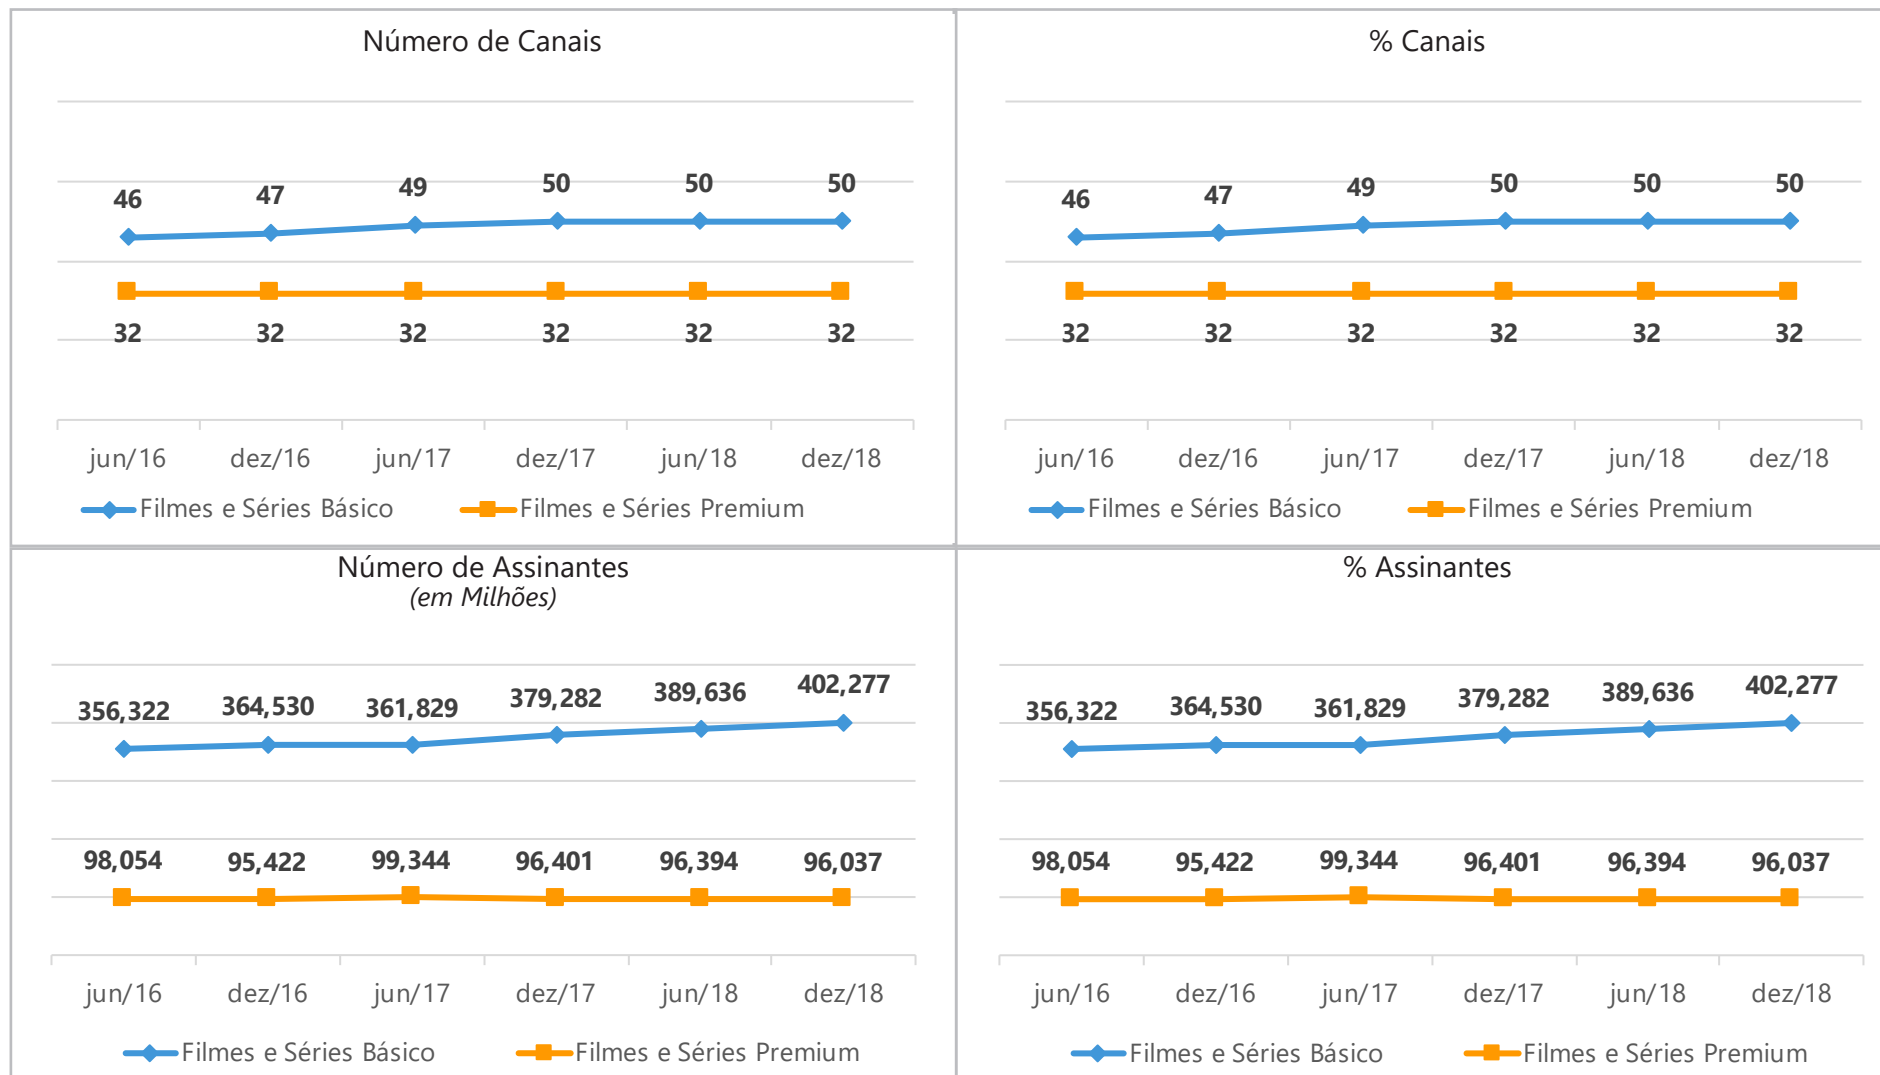 Número de Canais
46 47 49 50 50 50
32 32 32 32 32 32
jun/16 dez/16 jun/17 dez/17 jun/18 dez/18
Filmes e Séries Básico Filmes e Séries Premium
% Canais
46 47 49 50 50 50
32 32 32 32 32 32
jun/16 dez/16 jun/17 dez/17 jun/18 dez/18
Filmes e Séries Básico Filmes e Séries Premium
Número de Assinantes
(em Milhões)
356,322 364,530 361,829 379,282 389,636 402,277
98,054 95,422 99,344 96,401 96,394 96,037
jun/16 dez/16 jun/17 dez/17 jun/18 dez/18
Filmes e Séries Básico Filmes e Séries Premium
% Assinantes
356,322 364,530 361,829 379,282 389,636 402,277
98,054 95,422 99,344 96,401 96,394 96,037
jun/16 dez/16 jun/17 dez/17 jun/18 dez/18
Filmes e Séries Básico Filmes e Séries Premium